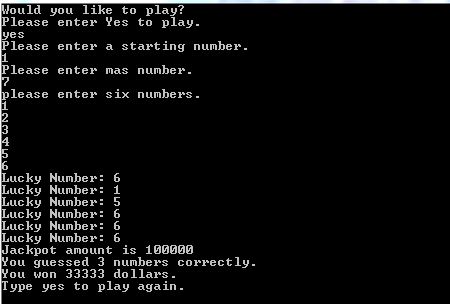 Would you like to play?
Please enter Yes to play.
yes
Please enter a starting number.
1
Please enter mas number.
7
please enter six numbers.
1
2
3
4
5
6
Lucky Number: 6
Lucky Number: 1
Lucky Number: 5
Lucky Number: 6
Lucky Number: 6
Lucky Number: 6
Jackpot amount is 100000
You guessed 3 numbers correctly.
You won 33333 dollars.
Type yes to play again.